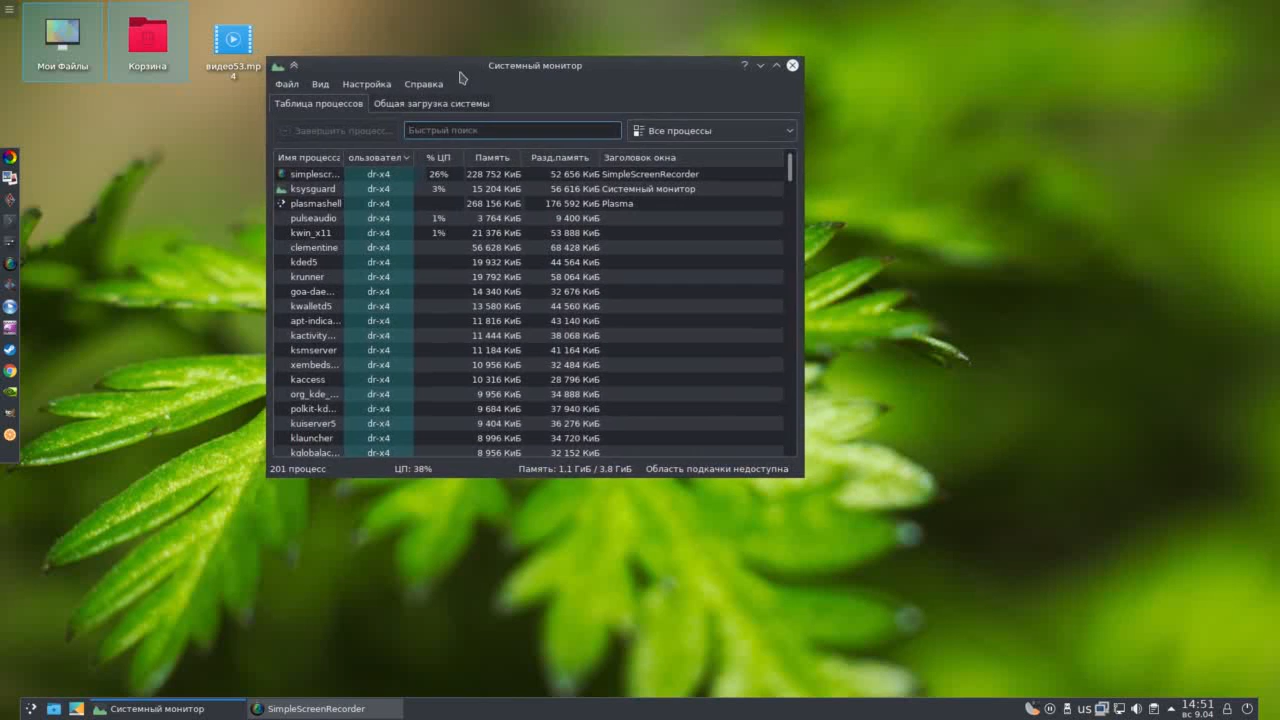 Мои Файлы
Корзина
видео53.mp
4
Системный монитор
Файл Вид Настройка Справка
Таблица процессов Общая загрузка системы
Завершить процесс... Быстрый поиск Все процессы
Имя процесса ользовател % ЦП Память Разд.память Заголовок окна
simplescr... dr-x4 26% 228 752 КиБ 52 656 КиБ SimpleScreenRecorder
ksysguard dr-x4 3% 15 204 КиБ 56 616 КиБ Системный монитор
plasmashell dr-x4 268 156 КиБ 176 592 КиБ Plasma
pulseaudio dr-x4 1% 3 764 КиБ 9 400 КиБ
kwin_x11 dr-x4 1% 21 376 КиБ 53 888 КиБ
clementine dr-x4 56 628 КиБ 68 428 КиБ
kded5 dr-x4 19 932 КиБ 44 564 КиБ
krunner dr-x4 19 792 КиБ 58 064 КиБ
goa-dae... dr-x4 14 340 КиБ 32 676 КиБ
kwalletd5 dr-x4 13 580 КиБ 44 560 КиБ
apt-indica... dr-x4 11 816 КиБ 43 140 КиБ
kactivity... dr-x4 11 444 КиБ 38 068 КиБ
ksmserver dr-x4 11 184 КиБ 41 164 КиБ
xembeds... dr-x4 10 956 КиБ 32 484 КиБ
kaccess dr-x4 10 316 КиБ 28 796 КиБ
org_kde_... dr-x4 9 956 КиБ 34 888 КиБ
polkit-kd... dr-x4 9 684 КиБ 37 940 КиБ
kuiserver5 dr-x4 9 404 КиБ 36 276 КиБ
klauncher dr-x4 8 996 КиБ 34 720 КиБ
kglobalac... dr-x4 8 956 КиБ 32 152 КиБ
201 процесс ЦП: 38% Память: 1,1 ГиБ / 3,8 ГиБ Область подкачки недоступна
Системный монитор SimpleScreenRecorder us 14:51
вс 9.04